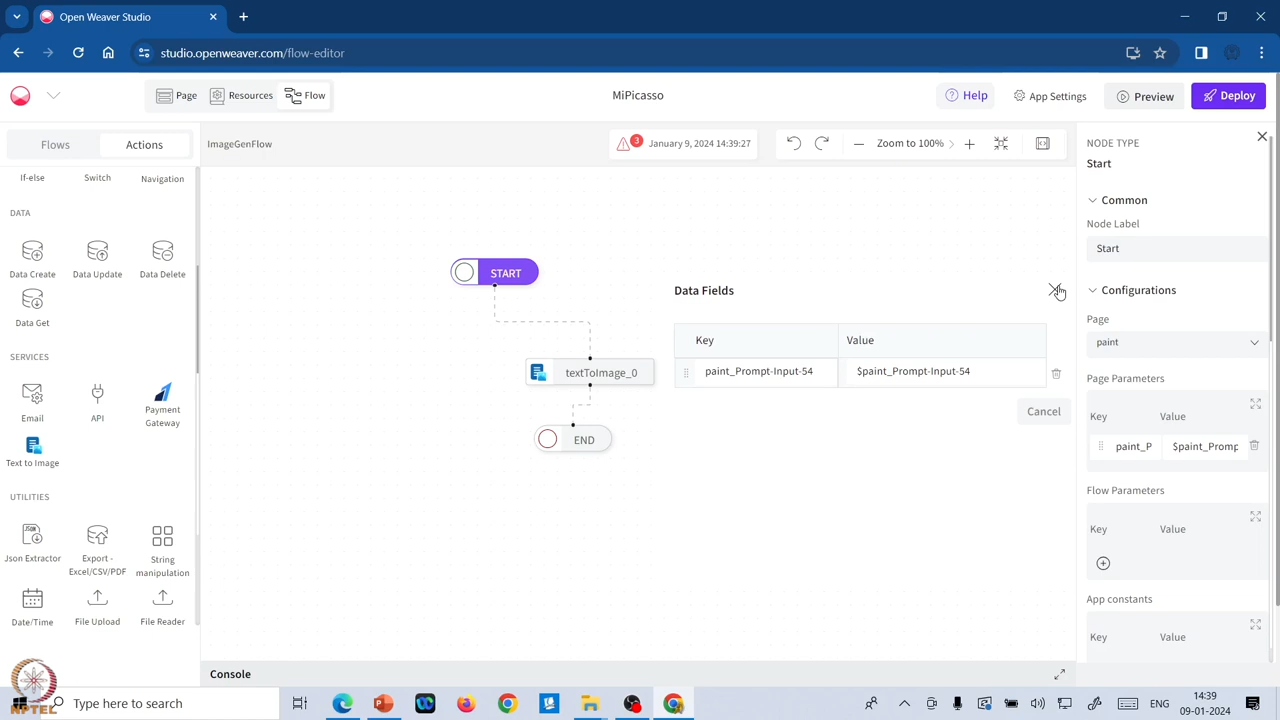 Open Weaver Studio
studio.openweaver.com/flow-editor
Page
Resources
Flow
MiPicasso
Help
App Settings
Preview
Deploy
Flows
Actions
ImageGenFlow
3
January 9, 2024 14:39:27
Zoom to 100%
NODE TYPE
Start
If-else
Switch
Navigation
DATA
Data Create
Data Update
Data Delete
Data Get
SERVICES
Email
API
Payment
Gateway
Text to Image
UTILITIES
Json Extractor
Export -
Excel/CSV/PDF
String
manipulation
Date/Time
File Upload
File Reader
START
textToImage_0
END
Data Fields
Key
Value
paint_Prompt-Input-54
$paint_Prompt-Input-54
Cancel
Common
Node Label
Start
Configurations
Page
paint
Page Parameters
Key
Value
paint_P
$paint_Promp
Flow Parameters
Key
Value
App constants
Key
Value
Console
NPTEL
Type here to search
ENG
14:39
09-01-2024